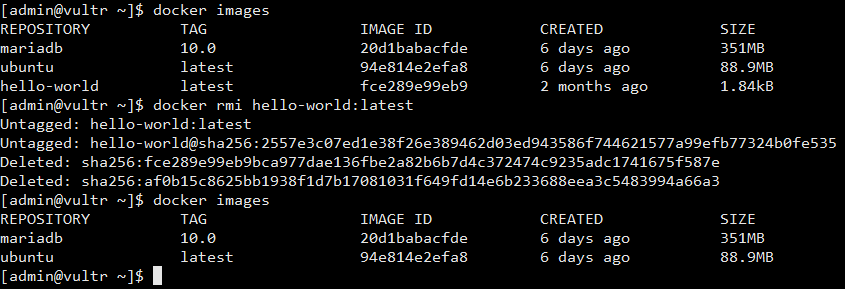 [admin@vultr ~]$ docker images
REPOSITORY TAG IMAGE ID CREATED SIZE
mariadb 10.0 20d1babacfde 6 days ago 351MB
ubuntu latest 94e814e2efa8 6 days ago 88.9MB
hello-world latest fce289e99eb9 2 months ago 1.84kB
[admin@vultr ~]$ docker rmi hello-world:latest
Untagged: hello-world:latest
Untagged: hello-world@sha256:2557e3c07ed1e38f26e389462d03ed943586f744621577a99efb77324b0fe535
Deleted: sha256:fce289e99eb9bca977dae136fbe2a82b6b7d4c372474c9235adc1741675f587e
Deleted: sha256:af0b15c8625bb1938f1d7b17081031f649fd14e6b233688eea3c5483994a66a3
[admin@vultr ~]$ docker images
REPOSITORY TAG IMAGE ID CREATED SIZE
mariadb 10.0 20d1babacfde 6 days ago 351MB
ubuntu latest 94e814e2efa8 6 days ago 88.9MB
[admin@vultr ~]$